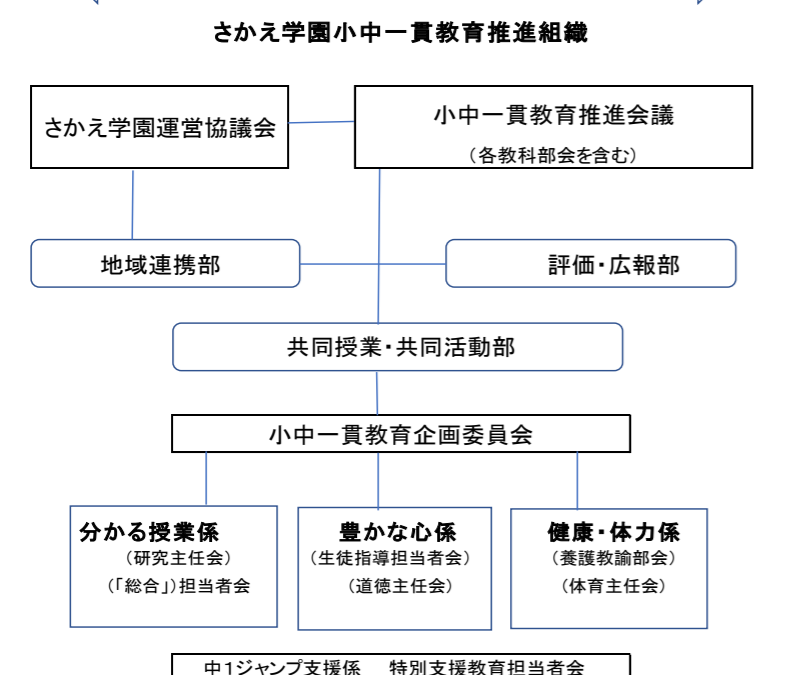 さかえ学園小中一貫教育推進組織
さかえ学園運営協議会
小中一貫教育推進会議
（各教科部会を含む）
地域連携部
評価・広報部
共同授業・共同活動部
小中一貫教育企画委員会
分かる授業係
（研究主任会）
（「総合」）担当者会
豊かな心係
（生徒指導担当者会）
（道徳主任会）
健康・体力係
（養護教諭部会）
（体育主任会）
中１ジャンプ支援係　特別支援教育担当者会